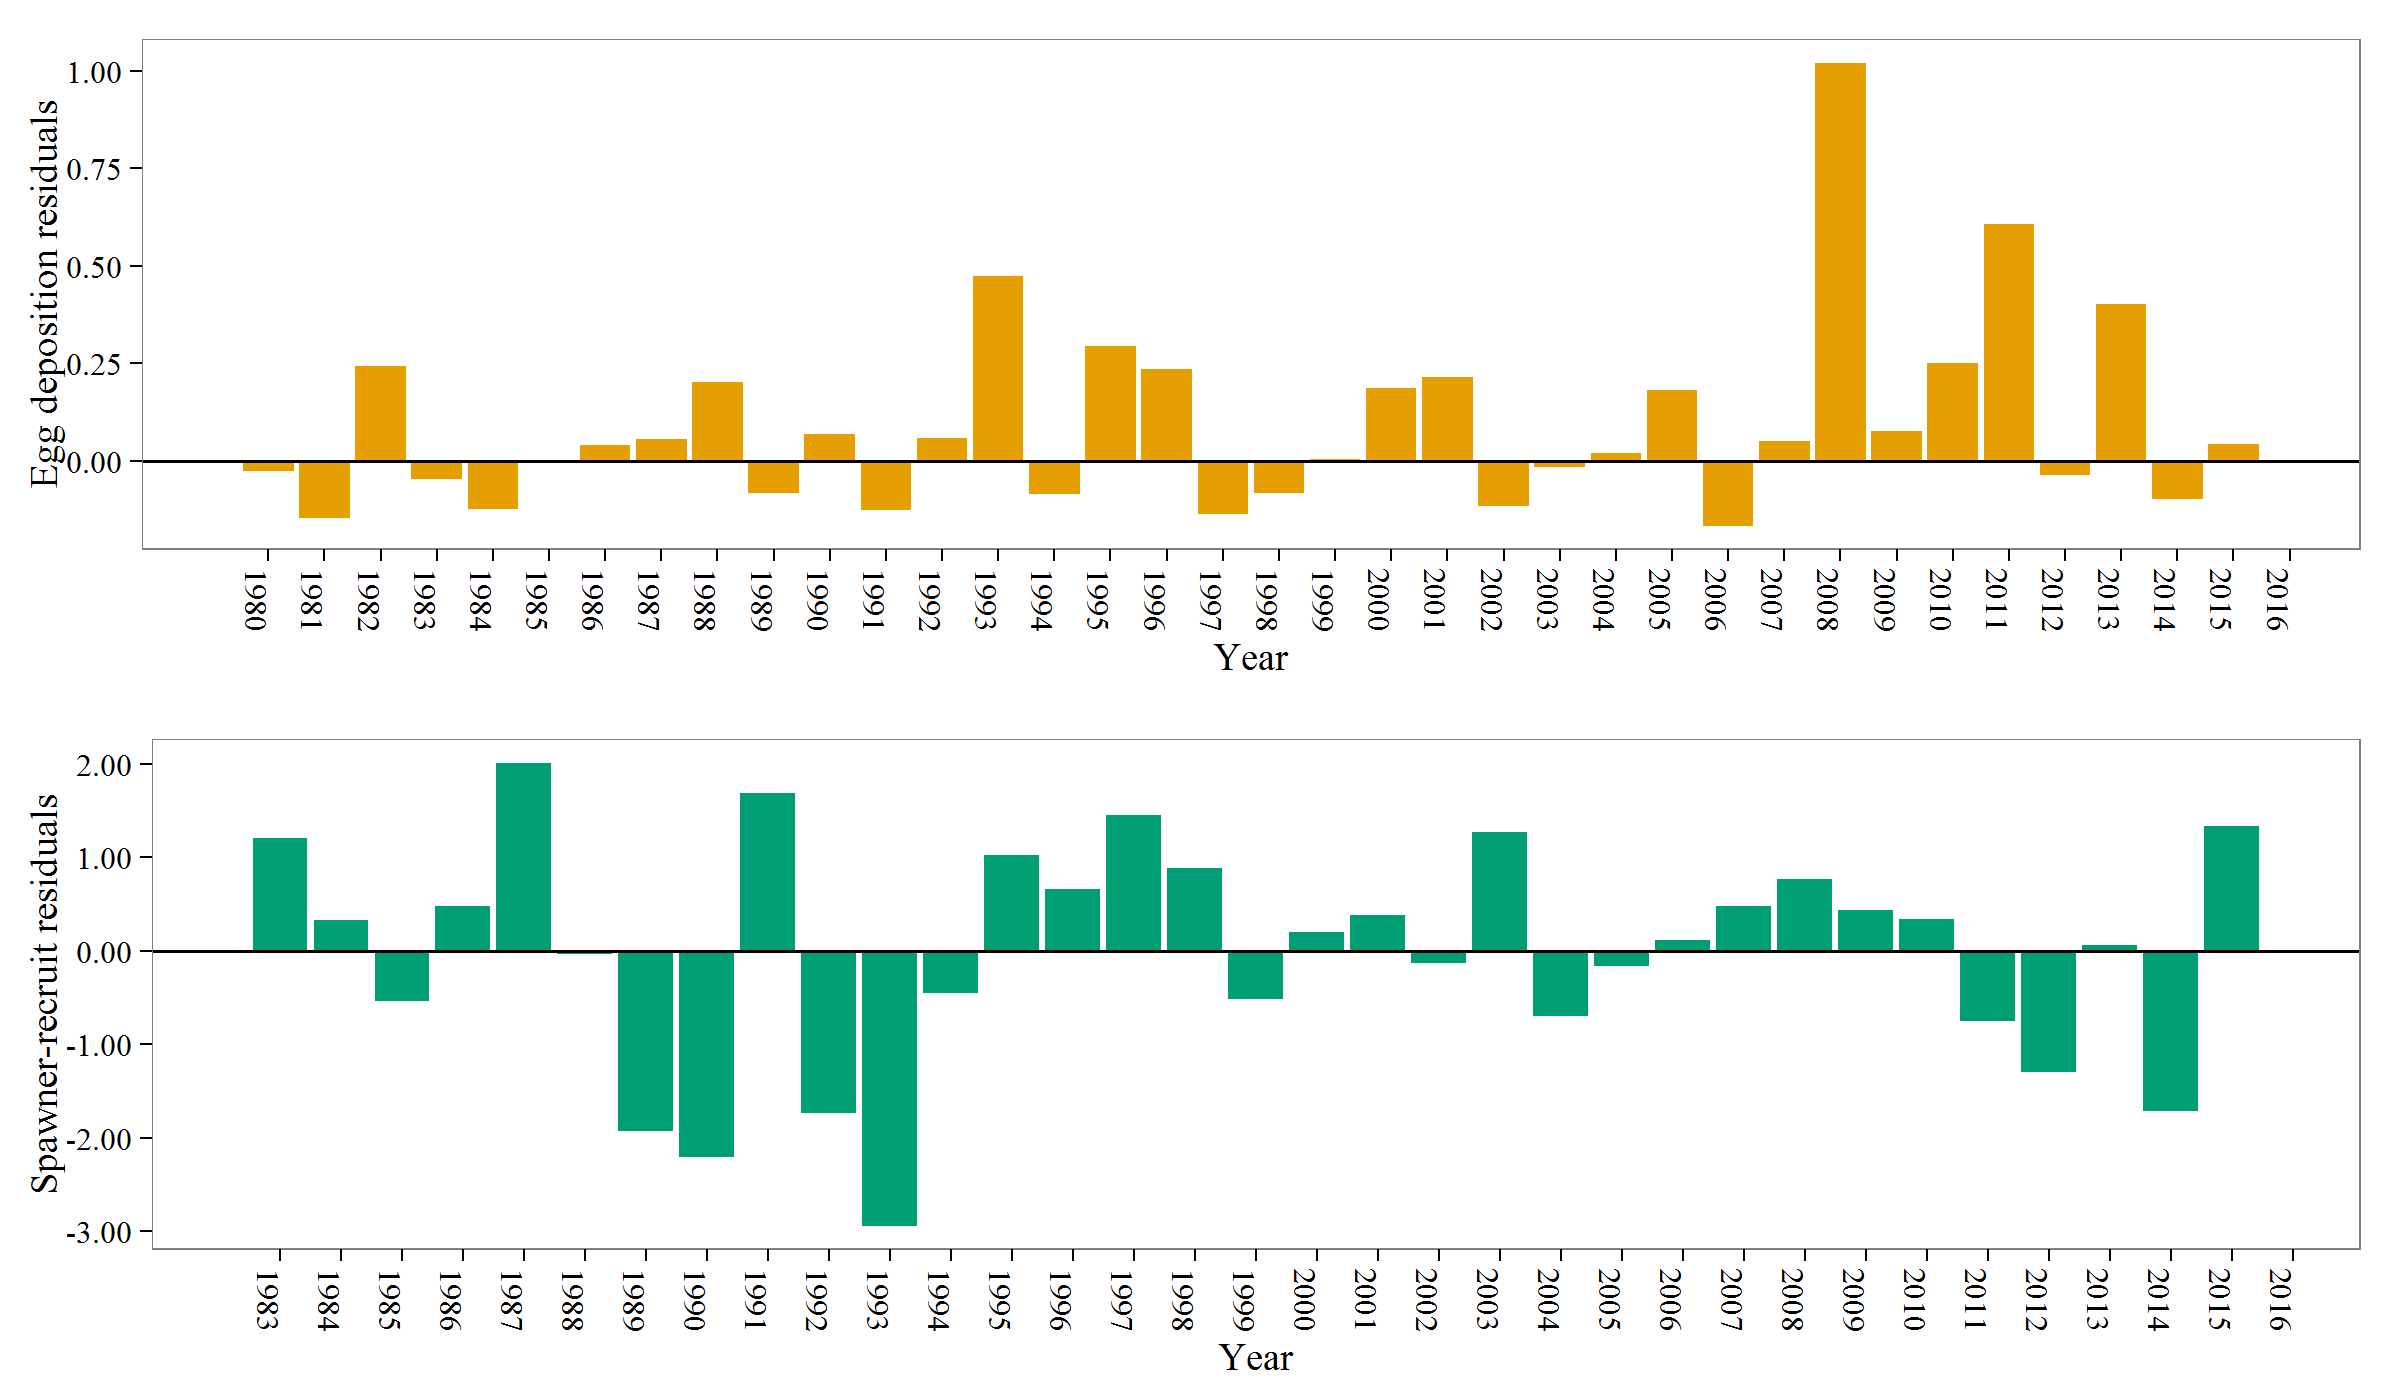 Egg deposition residuals
1.00
0.75
0.50
0.25
0.00
1980 1981 1982 1983 1984 1985 1986 1987 1988 1989 1990 1991 1992 1993 1994 1995 1996 1997 1998 1999 2000 2001 2002 2003 2004 2005 2006 2007 2008 2009 2010 2011 2012 2013 2014 2015 2016
Year
Spawner-recruit residuals
2.00
1.00
0.00
-1.00
-2.00
-3.00
1983 1984 1985 1986 1987 1988 1989 1990 1991 1992 1993 1994 1995 1996 1997 1998 1999 2000 2001 2002 2003 2004 2005 2006 2007 2008 2009 2010 2011 2012 2013 2014 2015 2016
Year